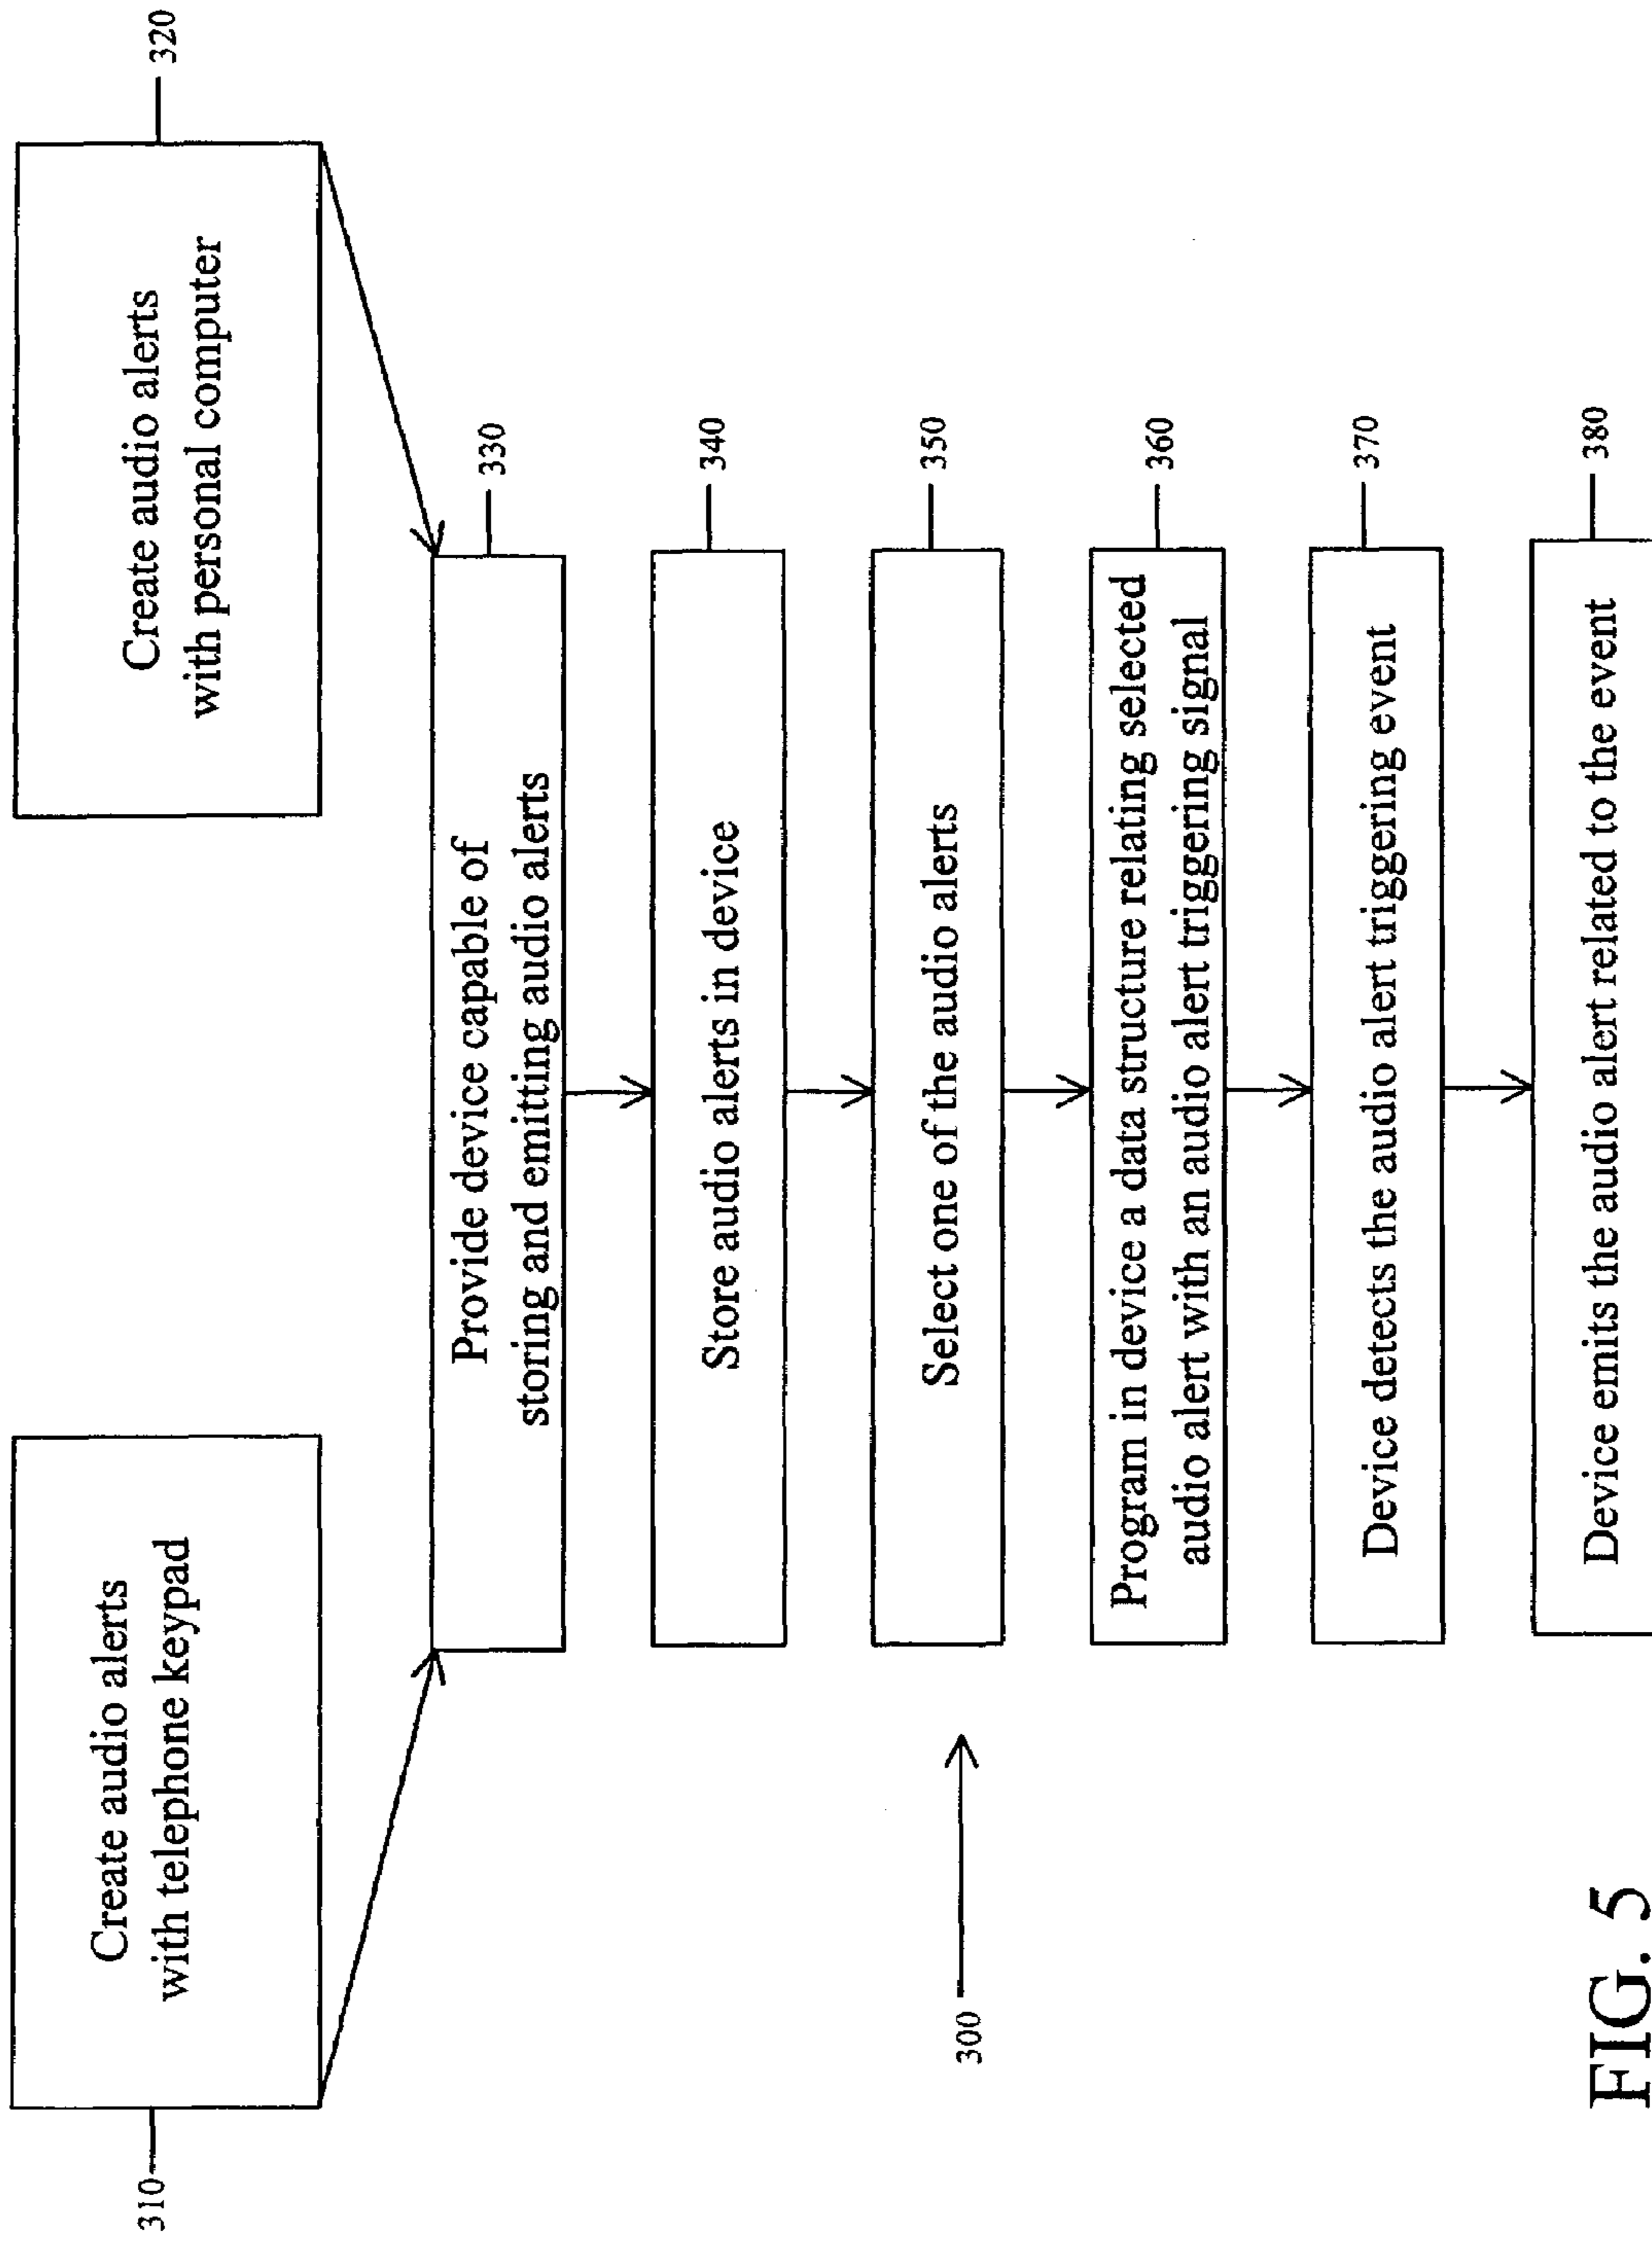 310
Create audio alerts
with telephone keypad
Create audio alerts
with personal computer
320
Provide device capable of
storing and emitting audio alerts
330
Store audio alerts in device
340
300
Select one of the audio alerts
350
Program in device a data structure relating selected
audio alert with an audio alert triggering signal
360
Device detects the audio alert triggering event
370
Device emits the audio alert related to the event
380
FIG. 5